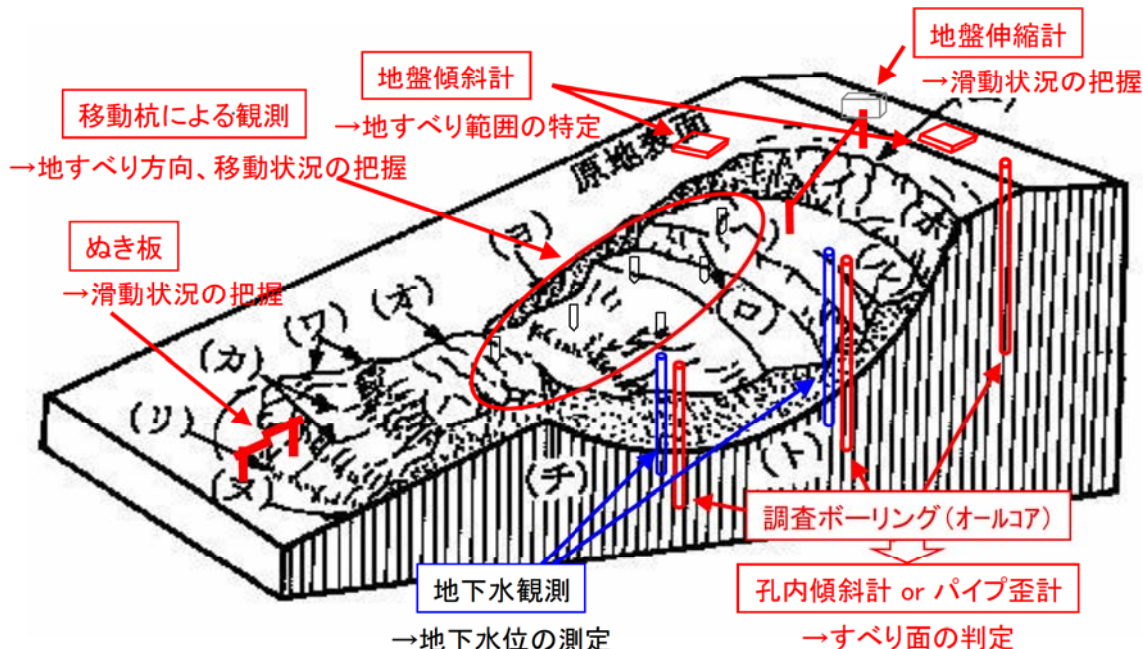 地盤伸縮計
→滑動状況の把握
地盤傾斜計
→地すべり範囲の特定
移動杭による観測
→地すべり方向、移動状況の把握
原地表面
(ホ)
ぬき板
→滑動状況の把握
(ル)
(オ)
(ロ)
(ワ)
(カ)
(リ)
(ヌ)
(チ)
(ト)
調査ボーリング(オールコア)
地下水観測
→地下水位の測定
孔内傾斜計 or パイプ歪計
→すべり面の判定